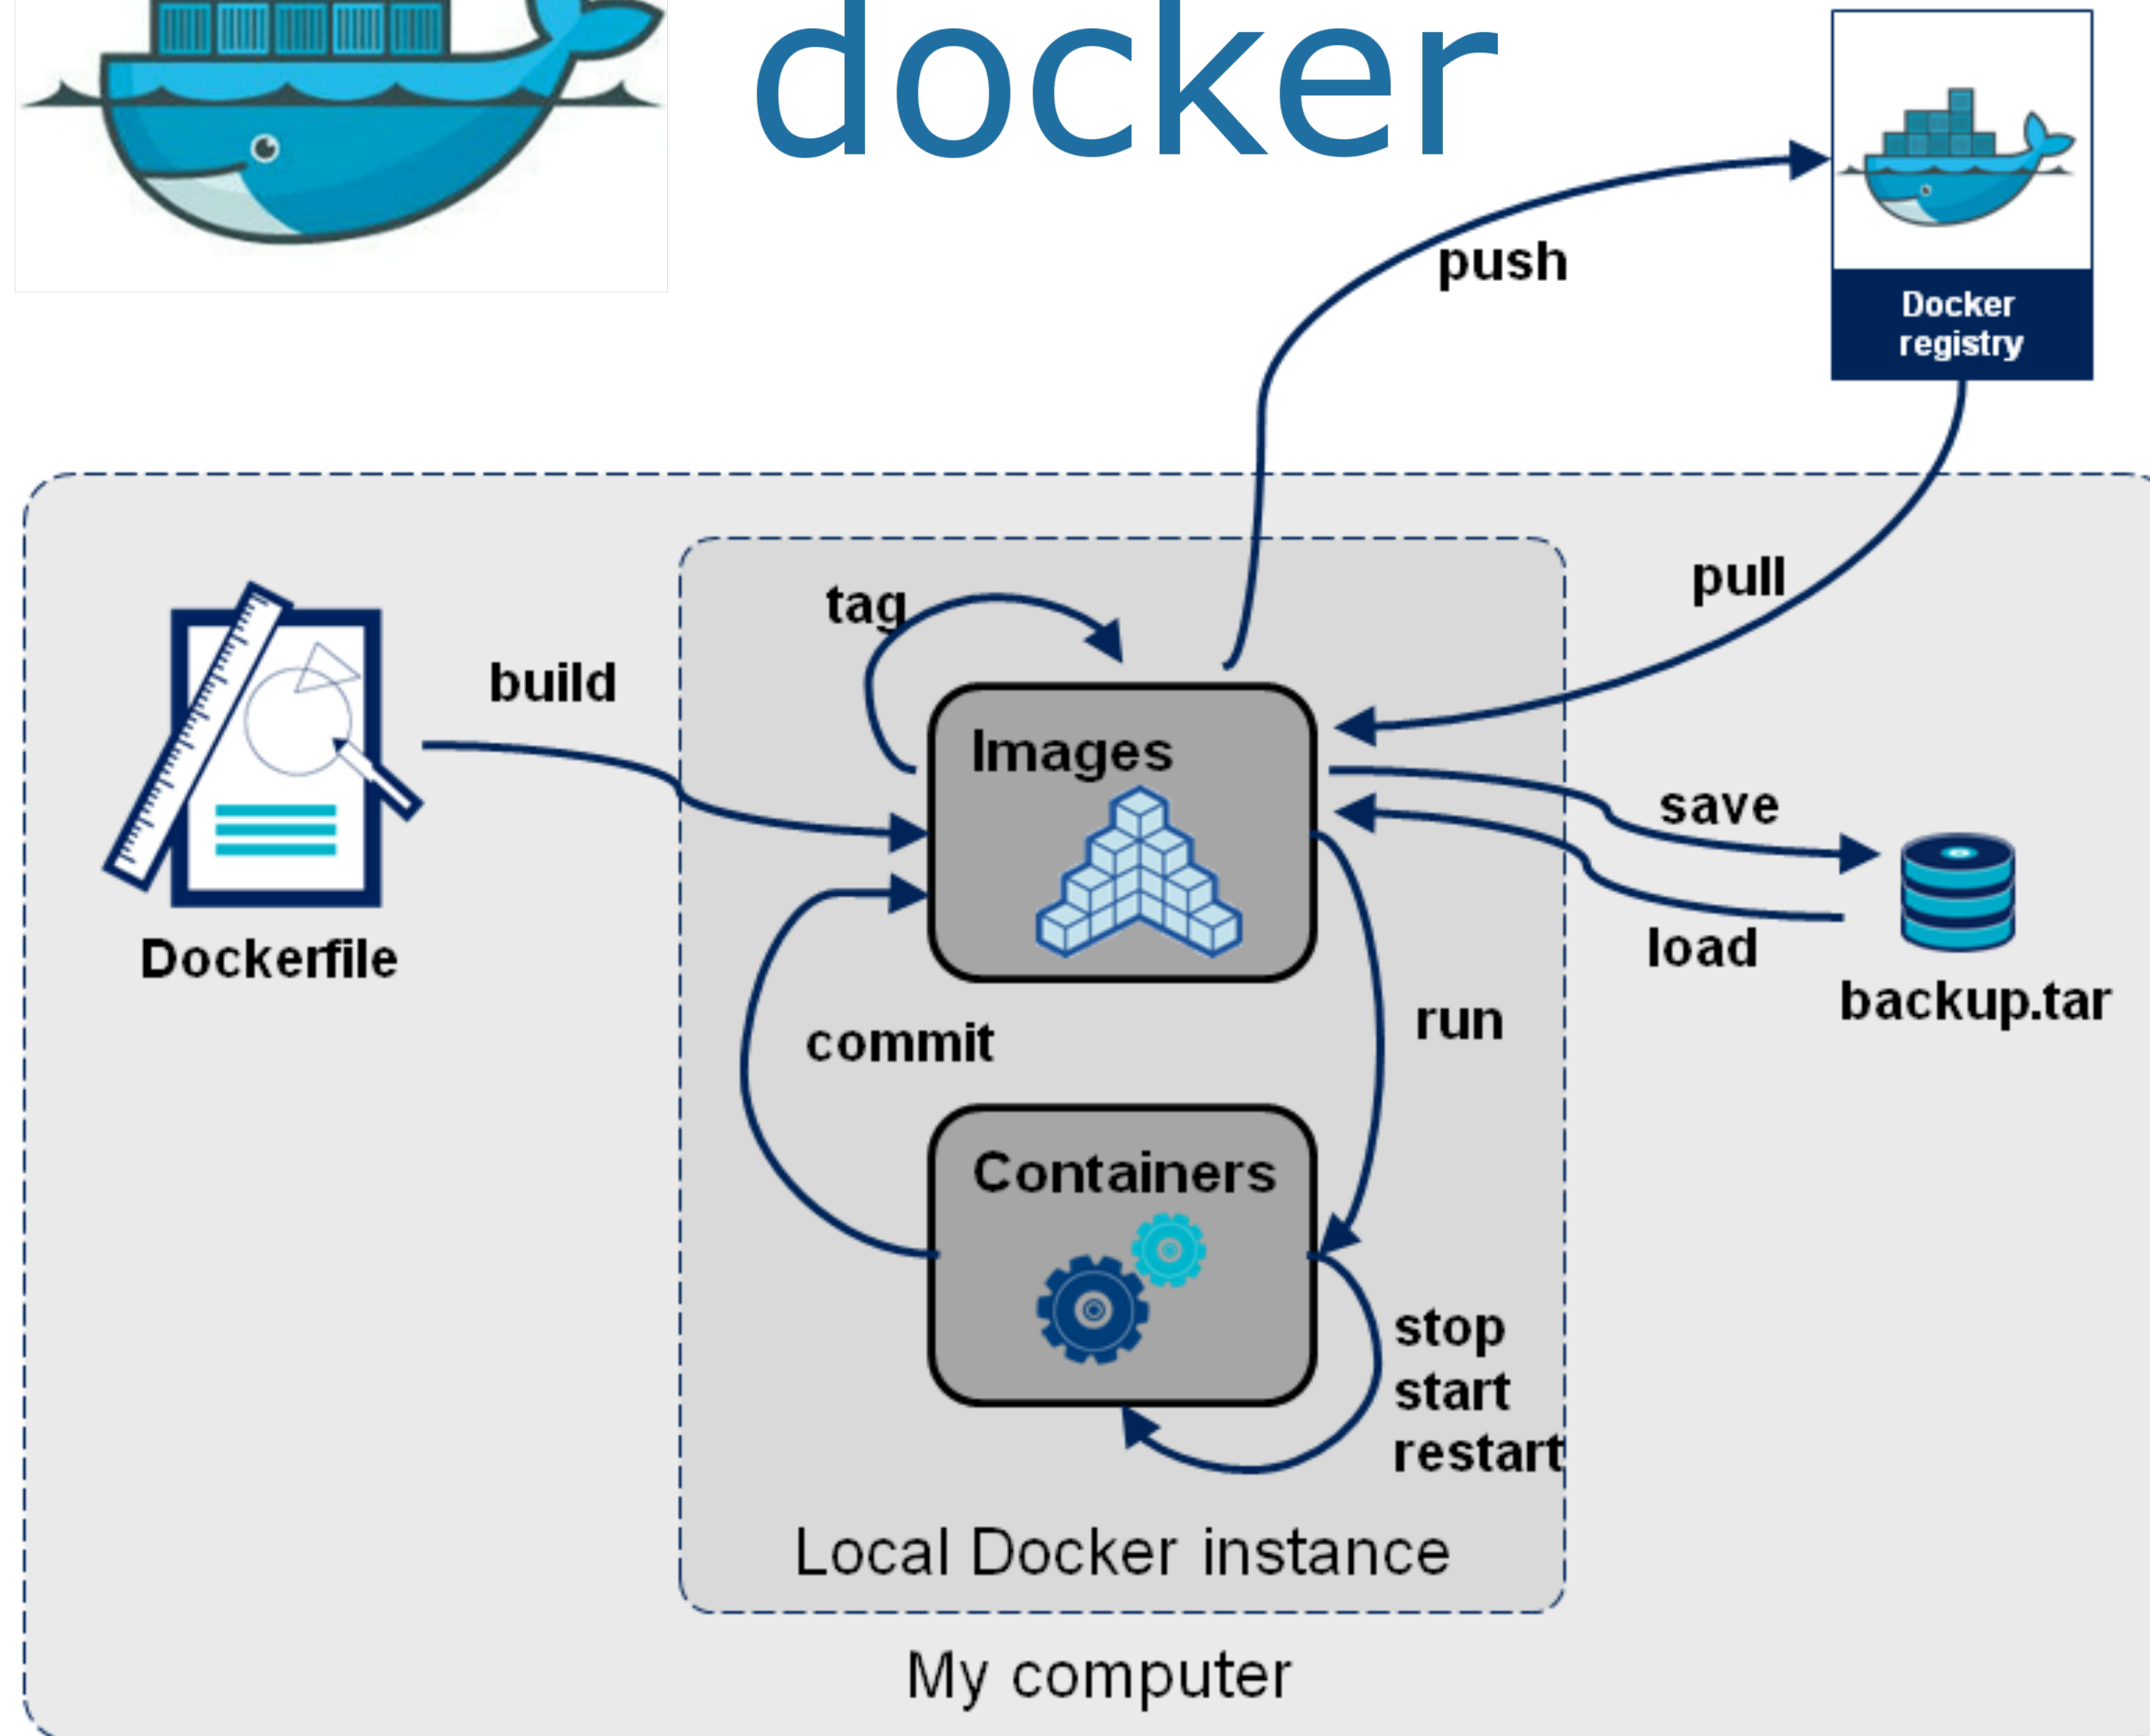 docker
push
Docker
registry
pull
tag
build
Images
save
load
Dockerfile
backup.tar
commit
run
Containers
stop
start
restart
Local Docker instance
My computer